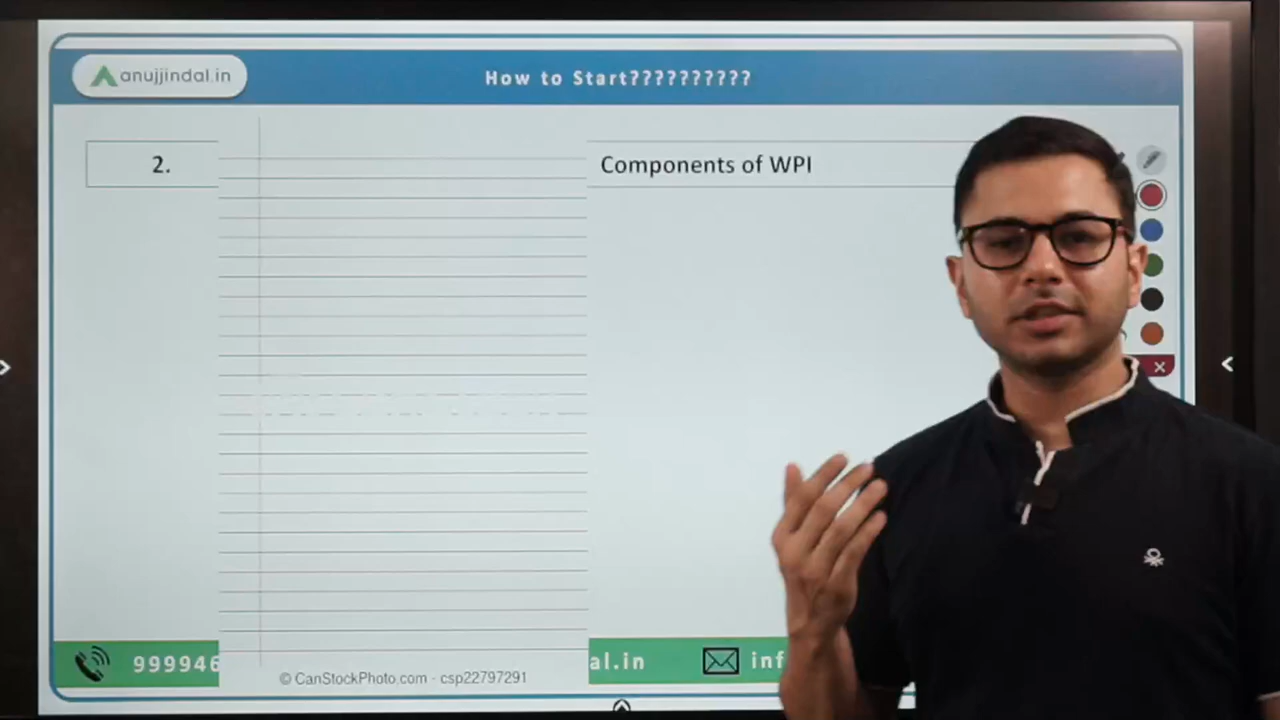 anujjindal.in
How to Start??????????
2.
Components of WPI
999946
© CanStockPhoto.com - csp22797291
al.in
inf